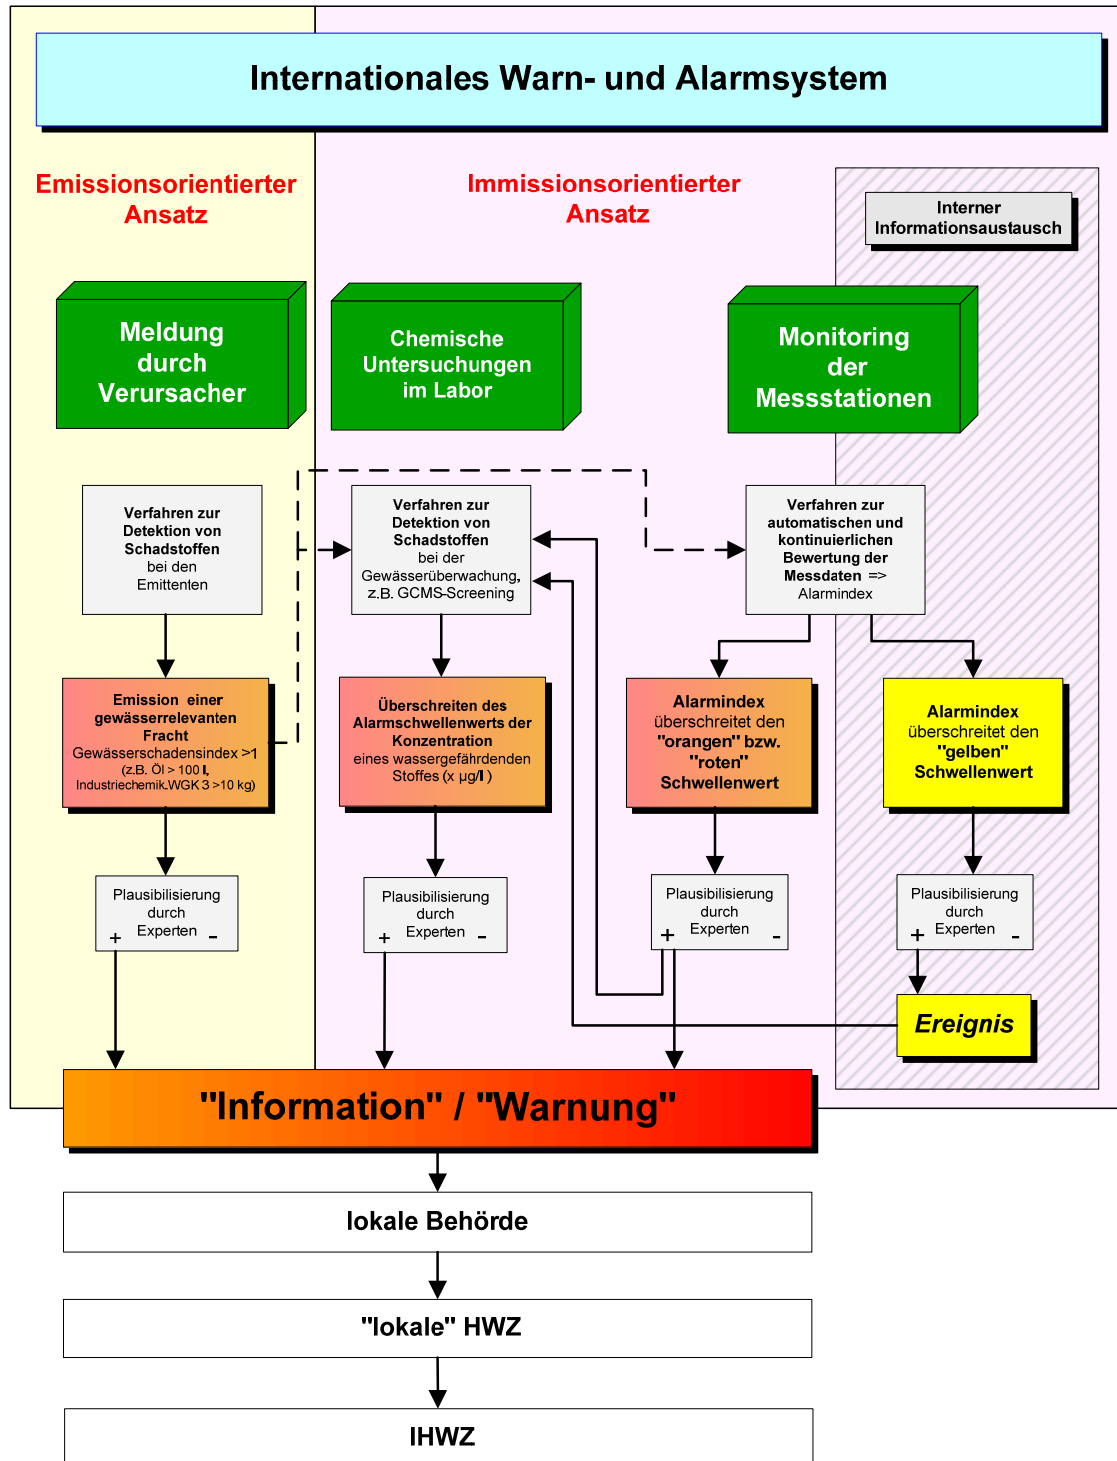 Internationales Warn- und Alarmsystem
Emissionsorientierter
Ansatz
Immissionsorientierter
Ansatz
Interner
Informationsaustausch
Meldung
durch
Verursacher
Chemische
Untersuchungen
im Labor
Monitoring
der
Messstationen
Verfahren zur
Detektion von
Schadstoffen
bei den
Emittenten
Verfahren zur
Detektion von
Schadstoffen
bei der
Gewässerüberwachung,
z.B. GCMS-Screening
Verfahren zur
automatischen und
kontinuierlichen
Bewertung der
Messdaten =>
Alarmindex
Emission einer
gewässerrelevanten
Fracht
Gewässerschadensindex >1
(z.B. Öl > 100 l,
Industriechemik.WGK 3 >10 kg)
Überschreiten des
Alarmschwellenwerts der
Konzentration
eines wassergefährdenden
Stoffes (x µg/l )
Alarmindex
überschreitet den
"orangen" bzw.
"roten"
Schwellenwert
Alarmindex
überschreitet den
"gelben"
Schwellenwert
Plausibilisierung
durch
+ Experten -
Plausibilisierung
durch
+ Experten -
Plausibilisierung
durch
+ Experten -
Plausibilisierung
durch
+ Experten -
Ereignis
"Information" / "Warnung"
lokale Behörde
"lokale" HWZ
IHWZ